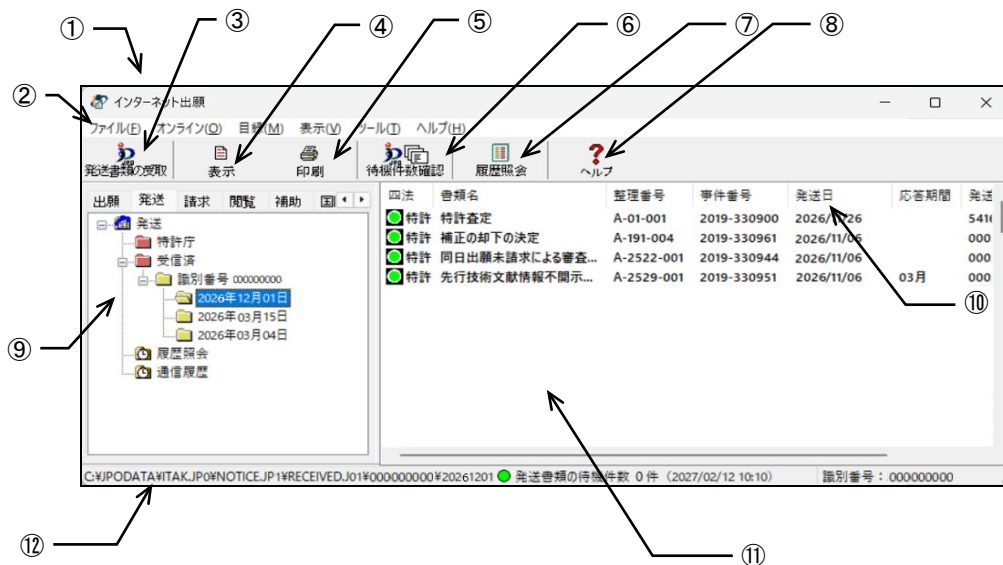 ① ③ ④ ⑤ ⑥ ⑦ ⑧
②
インターネット出願
ファイル(F) オンライン(O) 目録(M) 表示(V) ツール(T) ヘルプ(H)
発送書類の受取 表示 印刷 待機件数確認 履歴照会 ヘルプ
出願 発送 請求 閲覧 補助
発送
特許庁
受信済
識別番号 000000000
2026年12月01日
2026年03月15日
2026年03月04日
履歴照会
通信履歴
四法 書類名 整理番号 事件番号 発送日 応答期間 発送
特許 特許査定 A-01-001 2019-330900
特許 補正の却下の決定 A-191-004 2019-330961 2026/11/06 000
特許 同日出願未請求による審査... A-2522-001 2019-330944 2026/11/06 000
特許 先行技術文献情報不開示... A-2529-001 2019-330951 2026/11/06 03月 000
⑨
⑩
C:¥JPODATA¥ITAK.JP0¥NOTICE.JP1¥RECEIVED.J01¥000000000¥20261201 発送書類の待機件数 0 件 (2027/02/12 10:10) 識別番号：000000000
⑫
⑪